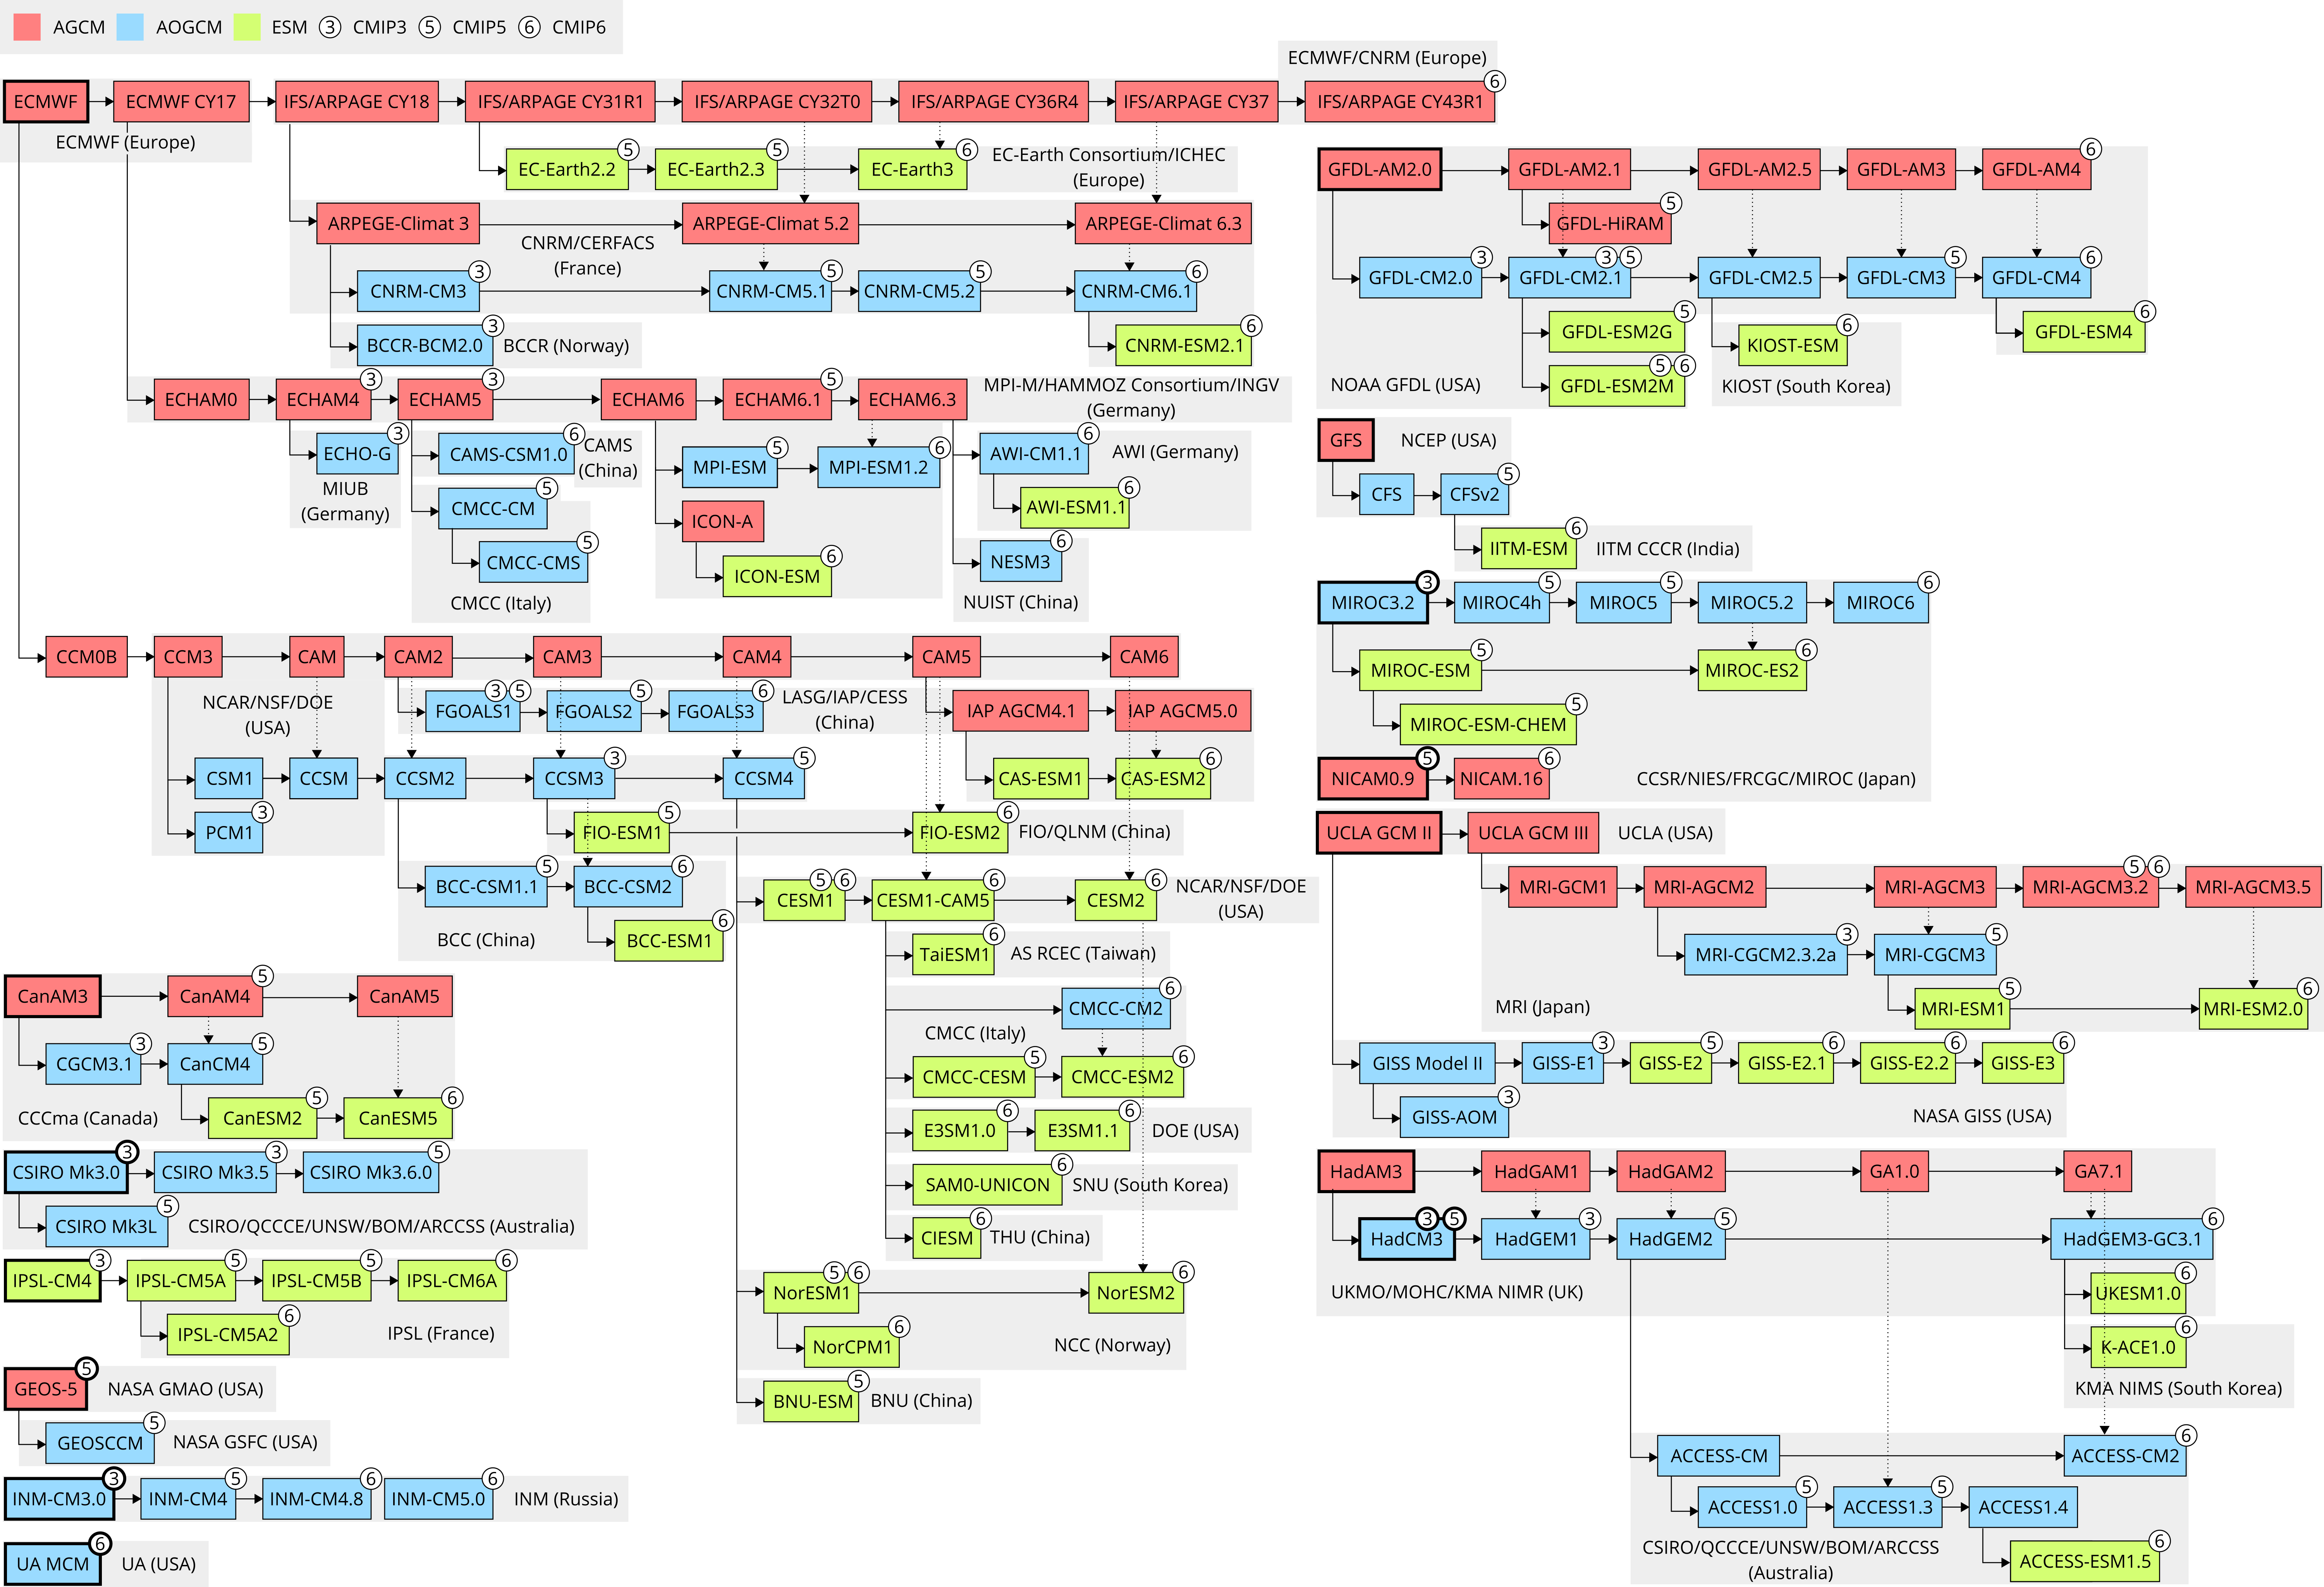 AGCM AOGCM ESM 3 CMIP3 5 CMIP5 6 CMIP6
ECMWF/CNRM (Europe)
ECMWF ECMWF CY17 IFS/ARPAGE CY18 IFS/ARPAGE CY31R1 IFS/ARPAGE CY32T0 IFS/ARPAGE CY36R4 IFS/ARPAGE CY37 IFS/ARPAGE CY43R1 6
ECMWF (Europe)
EC-Earth2.2 5 EC-Earth2.3 5 EC-Earth3 6 EC-Earth Consortium/ICHEC
(Europe)
ARPEGE-Climat 3 ARPEGE-Climat 5.2 ARPEGE-Climat 6.3
CNRM/CERFACS
(France)
CNRM-CM3 3 CNRM-CM5.1 5 CNRM-CM5.2 5 CNRM-CM6.1 6
BCCR-BCM2.0 3 BCCR (Norway) CNRM-ESM2.1 6
ECHAM0 ECHAM4 3 ECHAM5 3 ECHAM6 ECHAM6.1 5 ECHAM6.3 MPI-M/HAMMOZ Consortium/INGV
(Germany)
ECHO-G 3 CAMS-CSM1.0 6 CAMS
(China)
MPI-ESM 5 MPI-ESM1.2 6 AWI-CM1.1 6 AWI (Germany)
MIUB
(Germany)
CMCC-CM 5 ICON-A AWI-ESM1.1 6
CMCC-CMS 5 ICON-ESM 6 NESM3 6
CMCC (Italy) NUIST (China)
CCM0B CCM3 CAM CAM2 CAM3 CAM4 CAM5 CAM6
NCAR/NSF/DOE
(USA)
FGOALS1 3 5 FGOALS2 5 FGOALS3 6 LASG/IAP/CESS
(China)
IAP AGCM4.1 IAP AGCM5.0
CSM1 CCSM CCSM2 CCSM3 3 CCSM4 5 CAS-ESM1 CAS-ESM2 6
PCM1 3 FIO-ESM1 5 FIO-ESM2 6 FIO/QLNM (China)
BCC-CSM1.1 5 BCC-CSM2 6 CESM1 5 6 CESM1-CAM5 6 CESM2 6 NCAR/NSF/DOE
(USA)
BCC (China) BCC-ESM1 6 TaiESM1 6 AS RCEC (Taiwan)
CanAM3 CanAM4 5 CanAM5
CMCC-CM2 6
CMCC (Italy)
CGCM3.1 3 CanCM4 5 CMCC-CESM 5 CMCC-ESM2 6
CCCma (Canada) CanESM2 5 CanESM5 6 E3SM1.0 6 E3SM1.1 6 DOE (USA)
CSIRO Mk3.0 3 CSIRO Mk3.5 3 CSIRO Mk3.6.0 5 SAM0-UNICON 6 SNU (South Korea)
CSIRO Mk3L 5 CSIRO/QCCCE/UNSW/BOM/ARCCSS (Australia) CIESM 6 THU (China)
IPSL-CM4 3 IPSL-CM5A 5 IPSL-CM5B 5 IPSL-CM6A 6 NorESM1 5 6 NorESM2 6
IPSL-CM5A2 6 IPSL (France) NorCPM1 6 NCC (Norway)
GEOS-5 5 NASA GMAO (USA) BNU-ESM 5 BNU (China)
GEOSCCM 5 NASA GSFC (USA)
INM-CM3.0 3 INM-CM4 5 INM-CM4.8 6 INM-CM5.0 6 INM (Russia)
UA MCM 6 UA (USA)
GFDL-AM2.0 GFDL-AM2.1 GFDL-AM2.5 GFDL-AM3 GFDL-AM4 6
GFDL-HiRAM 5
GFDL-CM2.0 3 GFDL-CM2.1 3 5 GFDL-CM2.5 GFDL-CM3 5 GFDL-CM4 6
GFDL-ESM2G 5 KIOST-ESM 6 GFDL-ESM4 6
NOAA GFDL (USA) GFDL-ESM2M 5 6 KIOST (South Korea)
GFS NCEP (USA)
CFS CFSv2 5
IITM-ESM 6 IITM CCCR (India)
MIROC3.2 3 MIROC4h 5 MIROC5 5 MIROC5.2 MIROC6 6
MIROC-ESM 5 MIROC-ES2 6
MIROC-ESM-CHEM 5
NICAM0.9 5 NICAM.16 6 CCSR/NIES/FRCGC/MIROC (Japan)
UCLA GCM II UCLA GCM III UCLA (USA)
MRI-GCM1 MRI-AGCM2 MRI-AGCM3 MRI-AGCM3.2 5 6 MRI-AGCM3.5
MRI-CGCM2.3.2a 3 MRI-CGCM3 5
MRI (Japan) MRI-ESM1 5 MRI-ESM2.0 6
GISS Model II GISS-E1 3 GISS-E2 5 GISS-E2.1 6 GISS-E2.2 6 GISS-E3 6
GISS-AOM 3 NASA GISS (USA)
HadAM3 HadGAM1 HadGAM2 GA1.0 GA7.1
HadCM3 3 5 HadGEM1 3 HadGEM2 5 HadGEM3-GC3.1 6
UKMO/MOHC/KMA NIMR (UK) UKESM1.0 6
K-ACE1.0 6
KMA NIMS (South Korea)
ACCESS-CM ACCESS-CM2 6
ACCESS1.0 5 ACCESS1.3 5 ACCESS1.4
CSIRO/QCCCE/UNSW/BOM/ARCCSS
(Australia)
ACCESS-ESM1.5 6